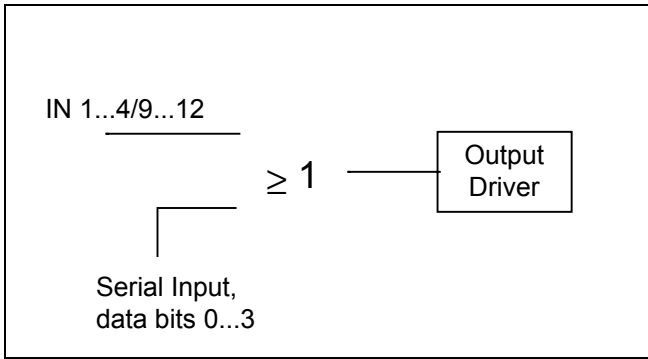 IN 1...4/9...12
≥ 1
Output
Driver
Serial Input,
data bits 0...3